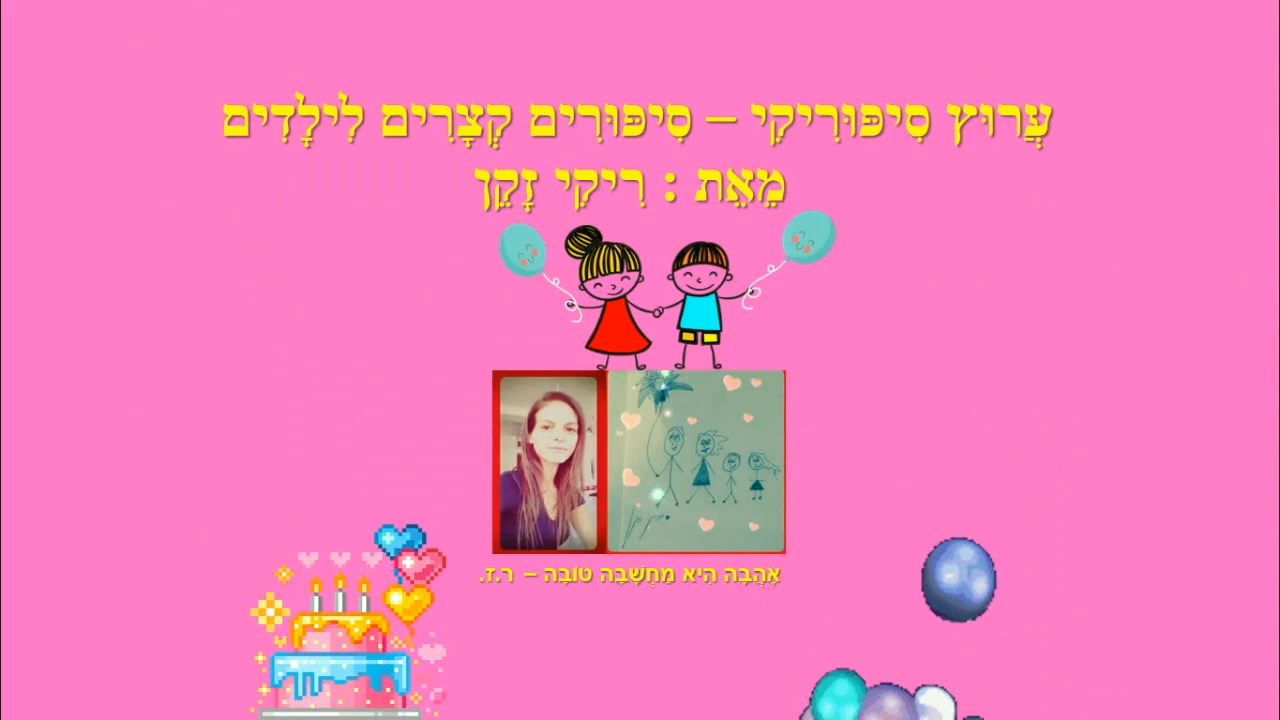 עֲרוּץ סִיפּוּרִיקִי – סִיפּוּרִים קְצָרִים לִילָדִים
מֵאֵת : רִיקִי זָקֵן
אַהֲבָה הִיא מַחְשָׁבָה טוֹבָה – ר.ז.